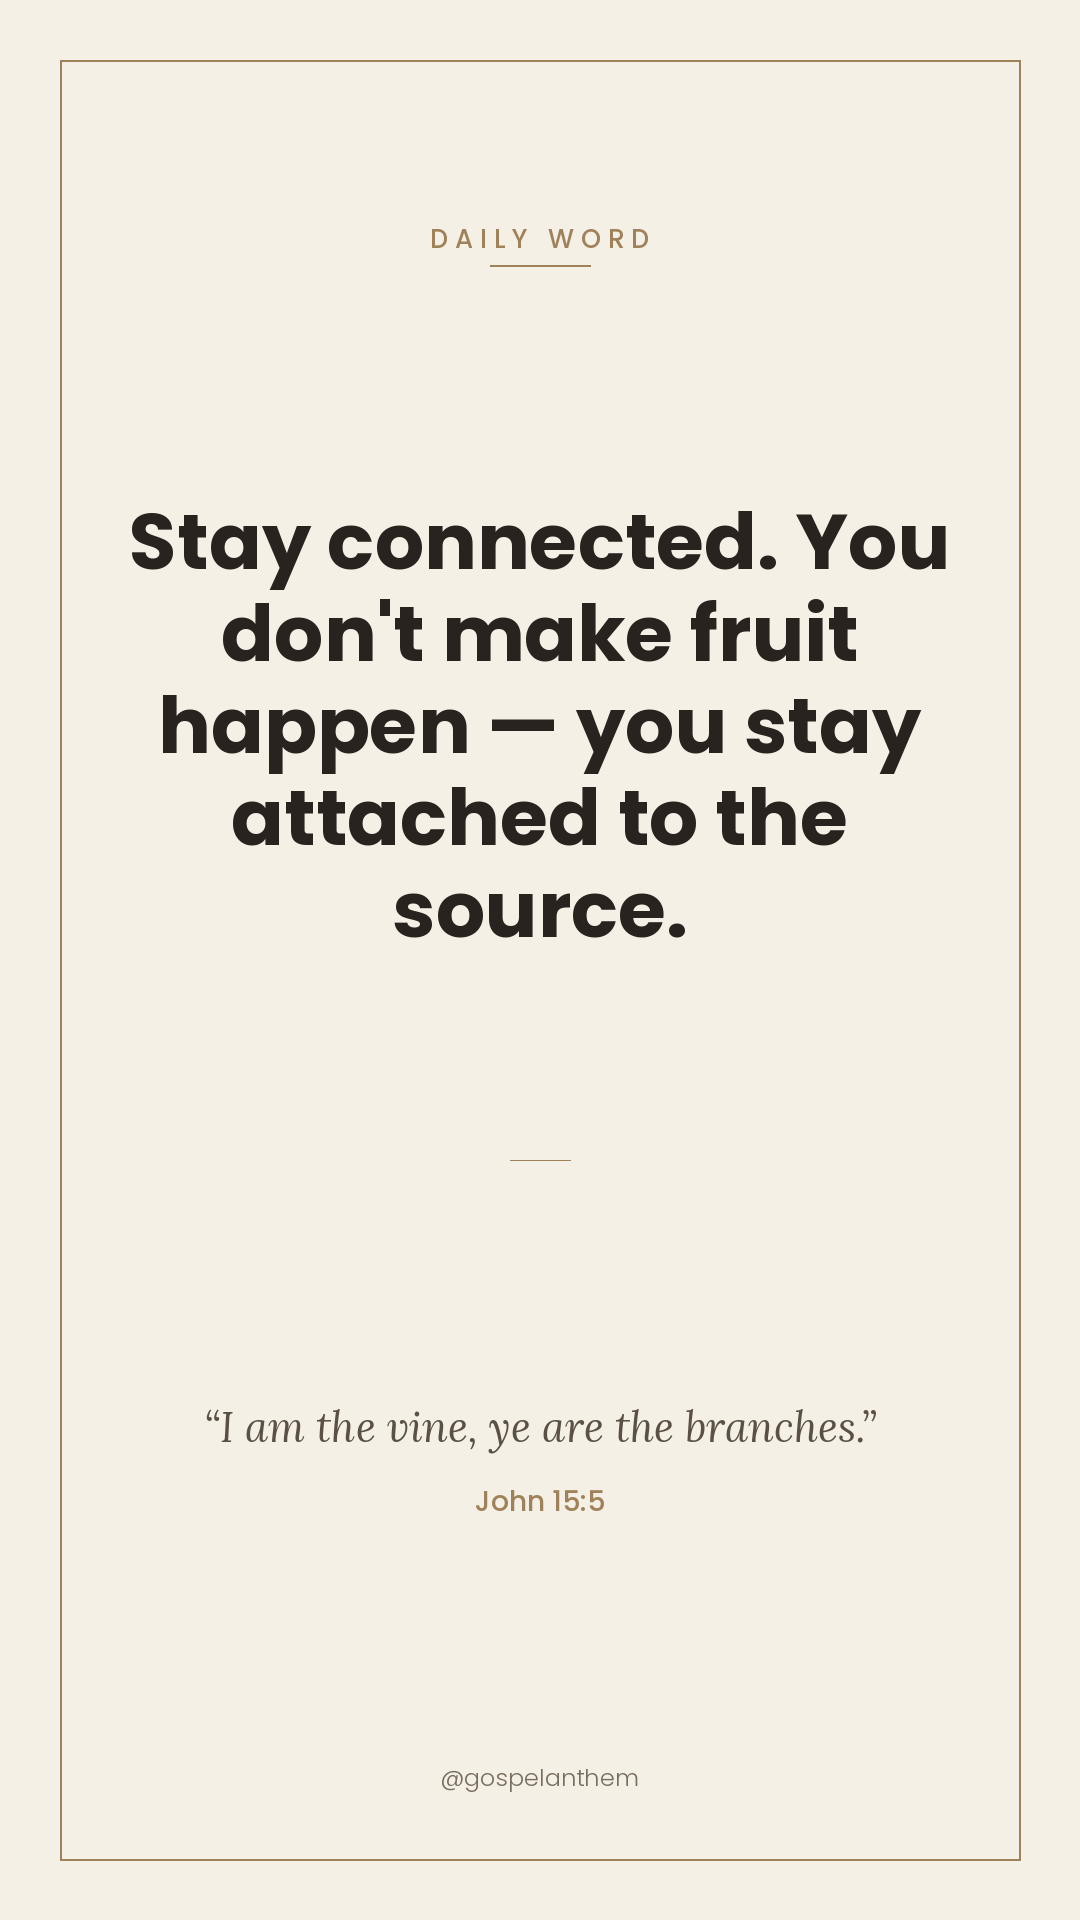 DAILY WORD
Stay connected. You
don't make fruit
happen — you stay
attached to the
source.
“I am the vine, ye are the branches.”
John 15:5
@gospelanthem